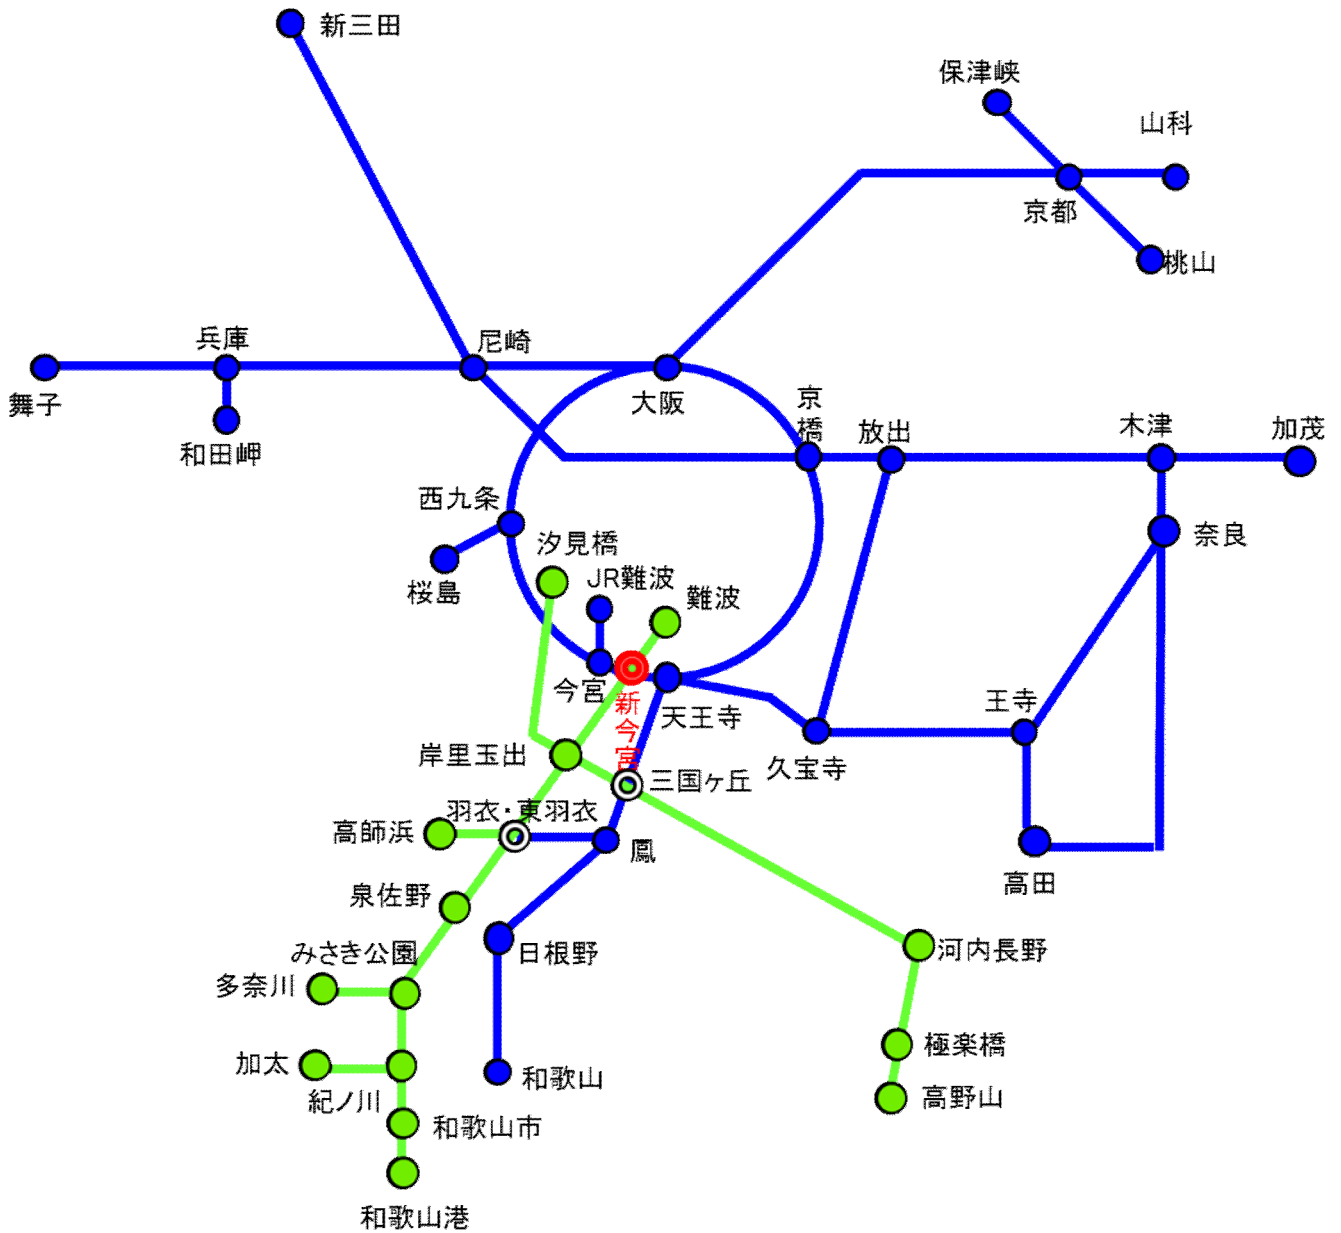 新三田
保津峡
山科
京都
桃山
兵庫
尼崎
舞子
大阪
京
橋
放出
木津
加茂
和田岬
西九条
汐見橋
奈良
桜島
JR難波
難波
今宮
新
今
宮
天王寺
王寺
岸里玉出
三国ヶ丘
久宝寺
羽衣・東羽衣
高師浜
鳳
高田
泉佐野
みさき公園
日根野
河内長野
多奈川
極楽橋
加太
和歌山
紀ノ川
高野山
和歌山市
和歌山港